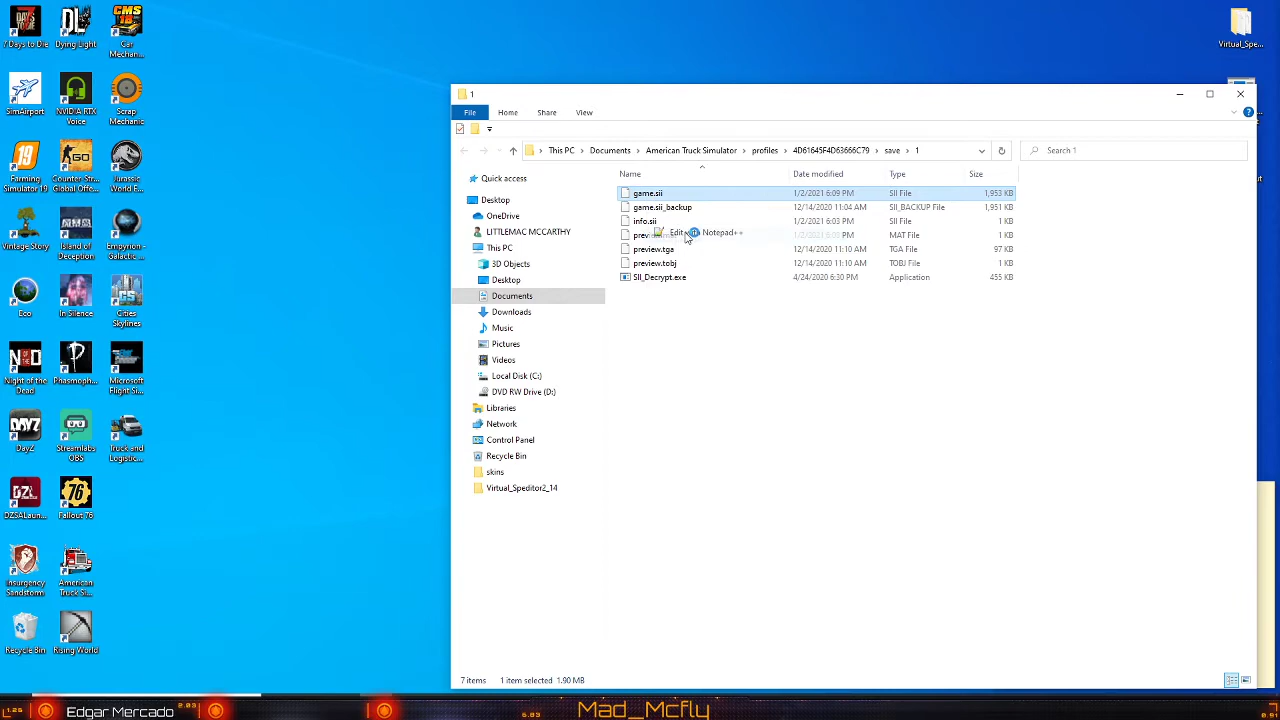 7 Days to Die
Dying Light
Car Mechan...
SimAirport
NVIDIA RTX Voice
Scrap Mechanic
Farming Simulator 19
Counter-Str... Global Offe...
Jurassic World E...
Vintage Story
Island of Deception
Empyrion - Galactic ...
Eco
In Silence
Cities Skylines
Night of the Dead
Phasmoph...
Microsoft Flight Si...
DayZ
Streamlabs OBS
Truck and Logistic...
DZSALaun...
Fallout 76
Insurgency Sandstorm
American Truck Si...
Recycle Bin
Rising World
Virtual_Spe...
1
File
Home
Share
View
This PC
Documents
American Truck Simulator
profiles
4D61645F4D63666C79
save
1
Search 1
Name
Date modified
Type
Size
Quick access
Desktop
OneDrive
LITTLEMAC MCCARTHY
This PC
3D Objects
Desktop
Documents
Downloads
Music
Pictures
Videos
Local Disk (C:)
DVD RW Drive (D:)
Libraries
Network
Control Panel
Recycle Bin
skins
Virtual_Speditor2_14
game.sii 1/2/2021 6:09 PM SII File 1,953 KB
game.sii_backup 12/14/2020 11:04 AM SII_BACKUP File 1,951 KB
info.sii 1/2/2021 6:03 PM SII File 1 KB
MAT File 1 KB
Notepad++
preview.tga 12/14/2020 11:10 AM TGA File 97 KB
preview.tobj 12/14/2020 11:10 AM TOBJ File 1 KB
SII_Decrypt.exe 4/24/2020 6:30 PM Application 455 KB
7 items
1 item selected 1.90 MB
Edgar Mercado
Mad_Mcfly